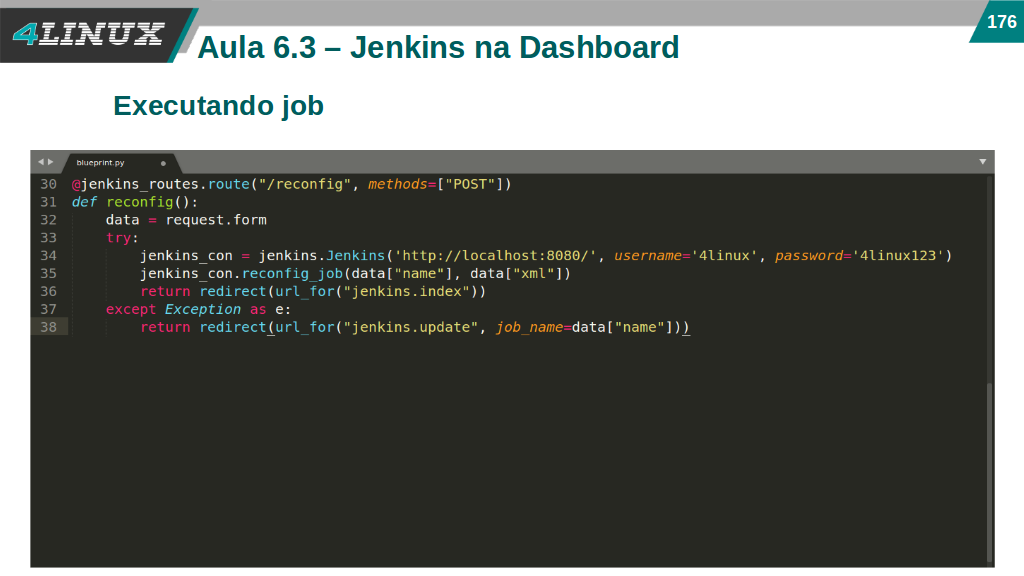 4LINUX
176
Aula 6.3 – Jenkins na Dashboard
Executando job
blueprint.py
30 @jenkins_routes.route("/reconfig", methods=["POST"])
31 def reconfig():
32     data = request.form
33     try:
34         jenkins_con = jenkins.Jenkins('http://localhost:8080/', username='4linux', password='4linux123')
35         jenkins_con.reconfig_job(data["name"], data["xml"])
36         return redirect(url_for("jenkins.index"))
37     except Exception as e:
38         return redirect(url_for("jenkins.update", job_name=data["name"]))